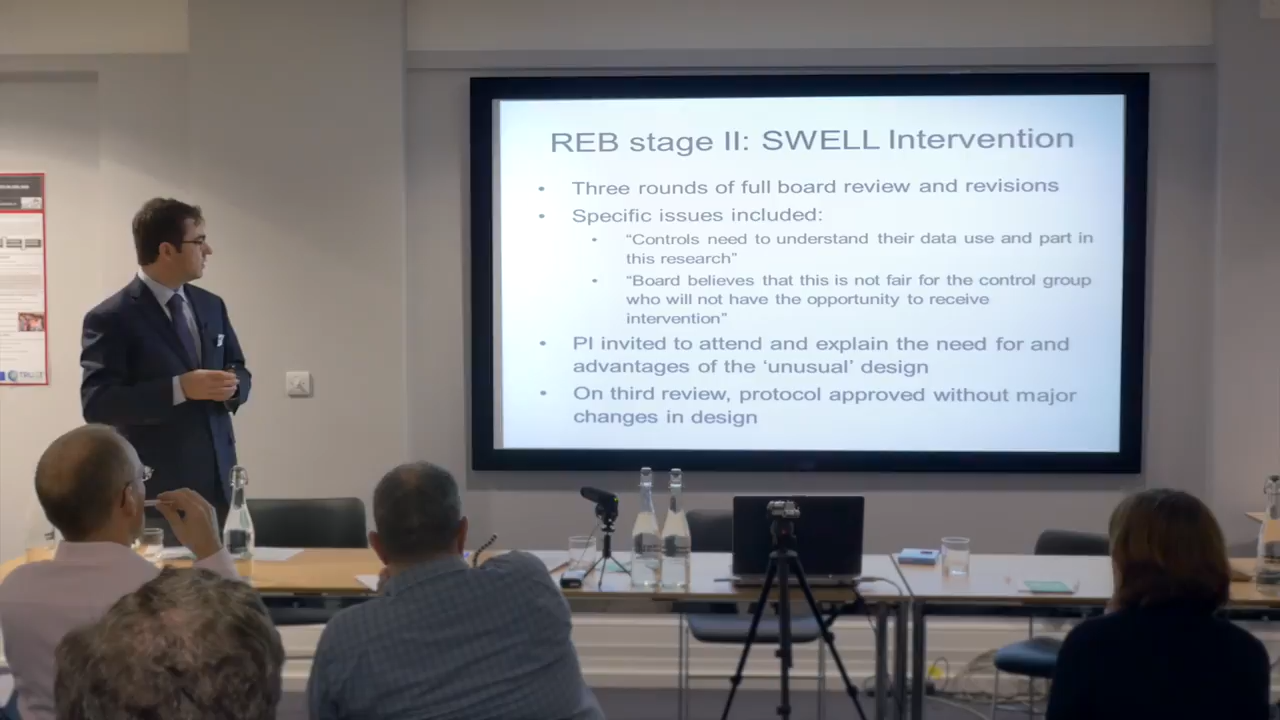 REB stage II: SWELL Intervention
• Three rounds of full board review and revisions
• Specific issues included:
• “Controls need to understand their data use and part in
this research”
• “Board believes that this is not fair for the control group
who will not have the opportunity to receive
intervention”
• PI invited to attend and explain the need for and
advantages of the ‘unusual’ design
• On third review, protocol approved without major
changes in design